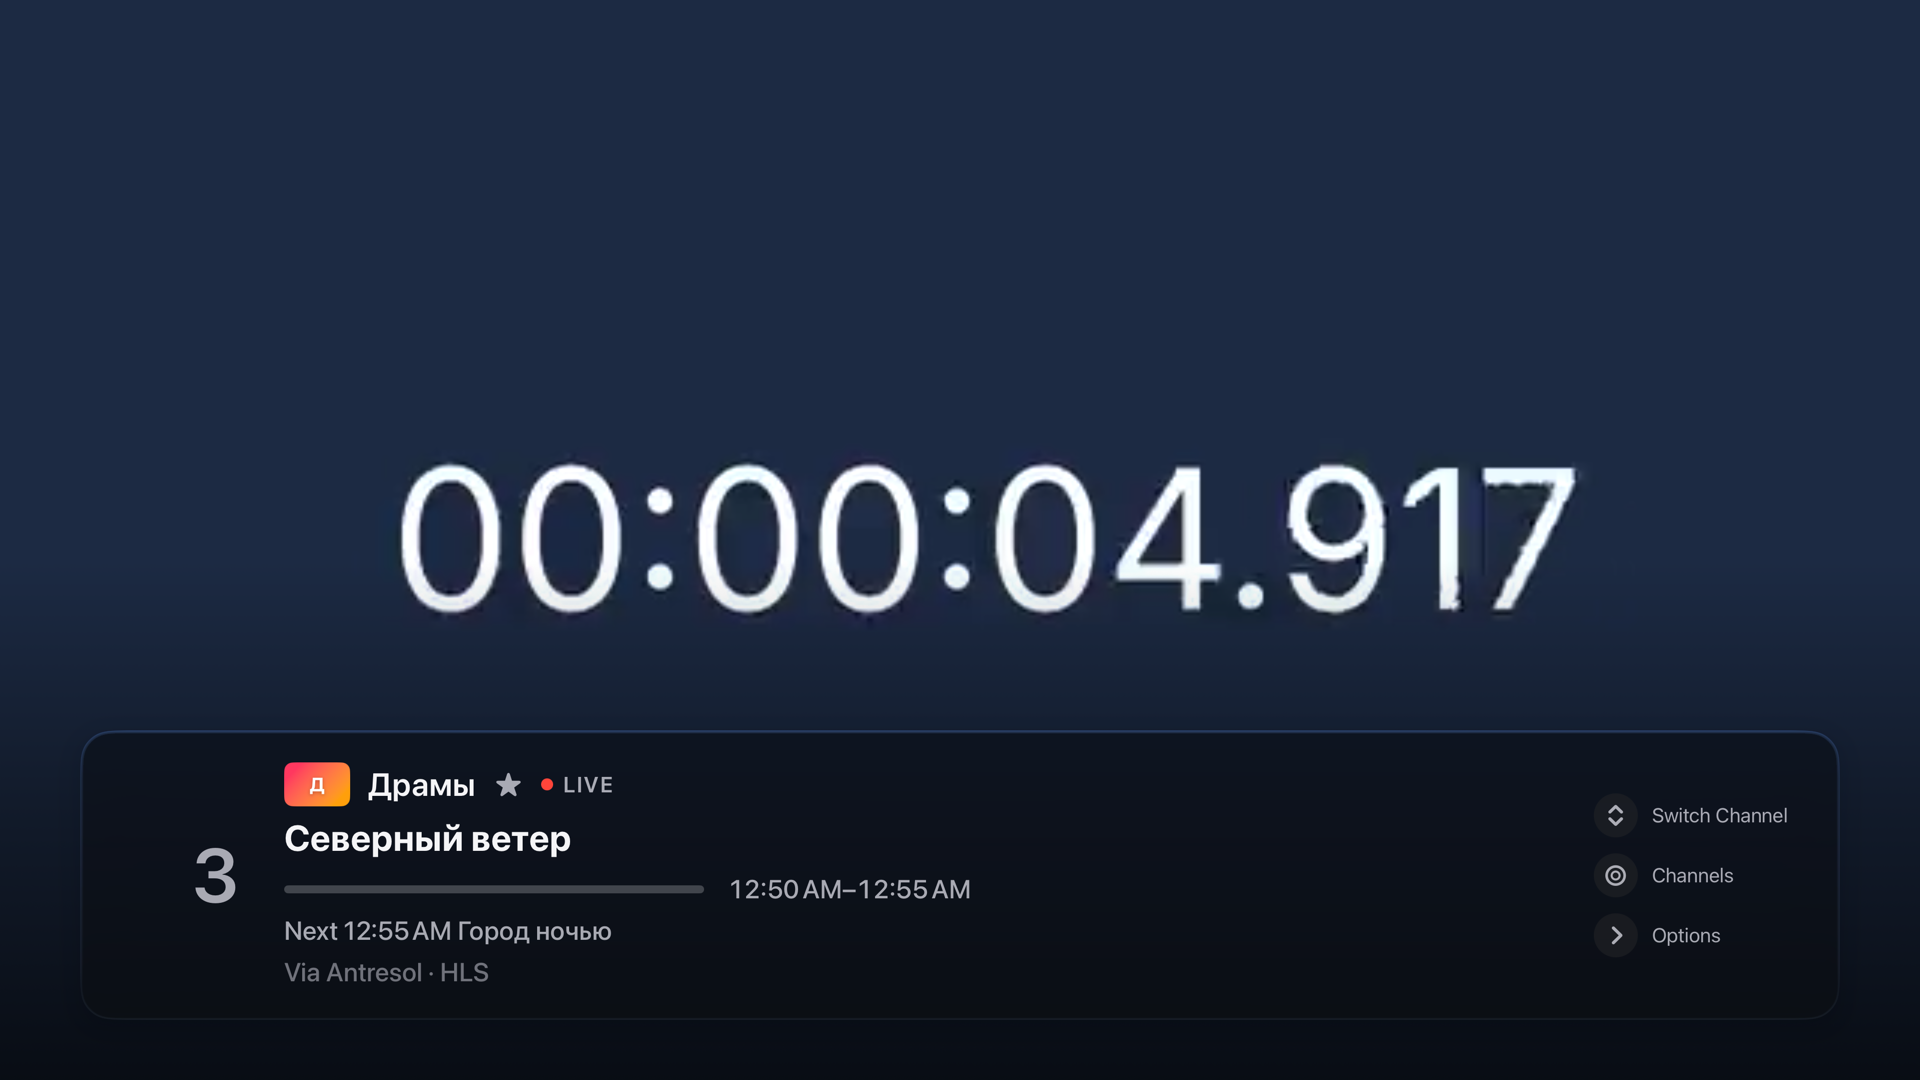 00:00:04.917
Д Драмы LIVE
Северный ветер
3
12:50 AM–12:55 AM
Next 12:55 AM Город ночью
Via Antresol · HLS
Switch Channel
Channels
Options